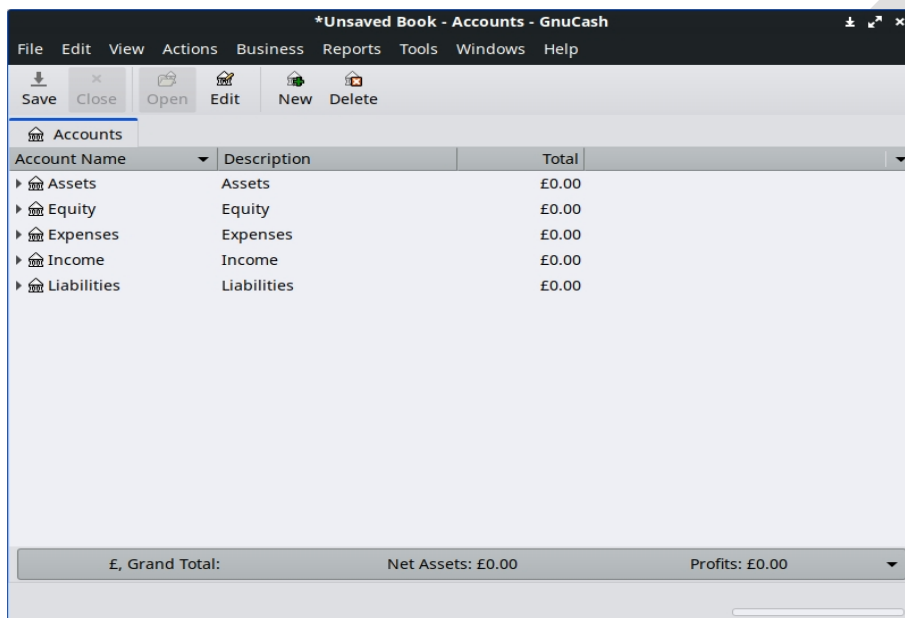 *Unsaved Book - Accounts - GnuCash
File Edit View Actions Business Reports Tools Windows Help
Save Close Open Edit New Delete
Accounts
Account Name Description Total
Assets Assets £0.00
Equity Equity £0.00
Expenses Expenses £0.00
Income Income £0.00
Liabilities Liabilities £0.00
£, Grand Total: Net Assets: £0.00 Profits: £0.00